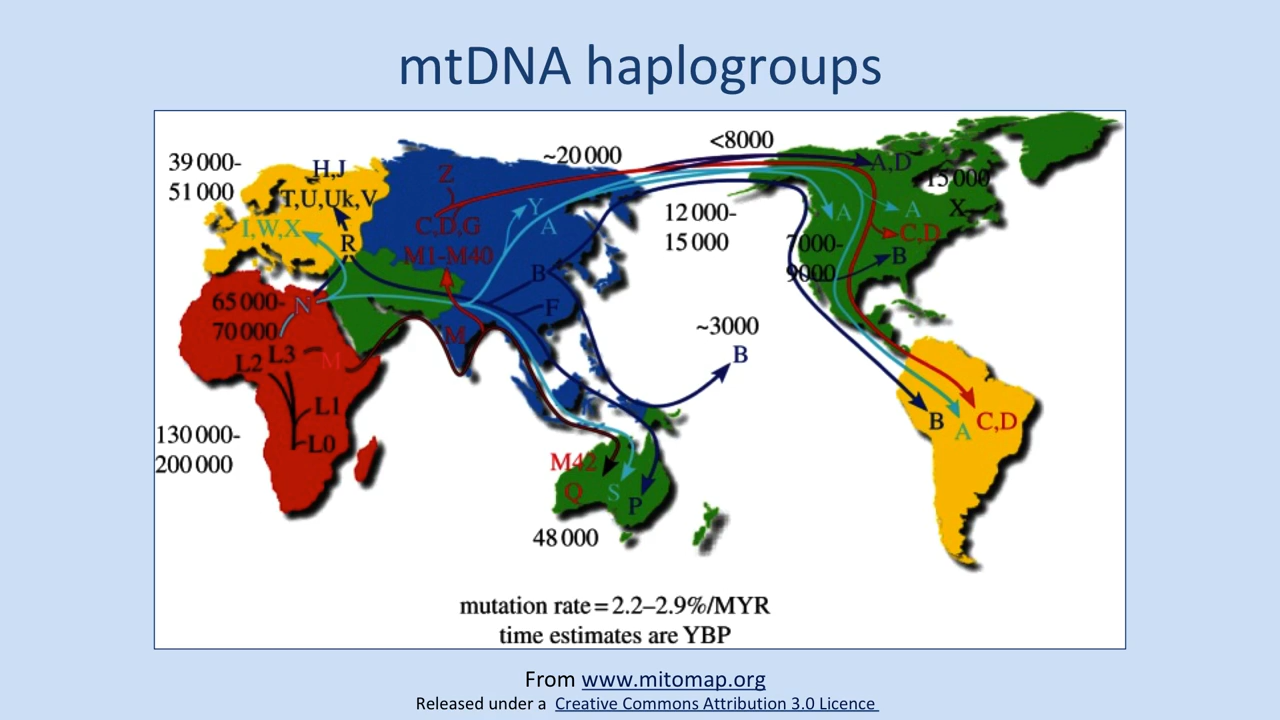 mtDNA haplogroups
39 000-
51 000
H,J
T,U,Uk,V
I,W,X
R
Z
C,D,G
M1-M40
Y
A
B
F
~20 000
<8000
12 000-
15 000
A,D
15 000
X
A
A
C,D
B
7000-
9000
65 000-
70 000
N
L3
L2
M
M
L1
L0
130 000-
200 000
~3000
B
B
A
C,D
M42
Q
S
P
48 000
mutation rate = 2.2–2.9%/MYR
time estimates are YBP
From www.mitomap.org
Released under a Creative Commons Attribution 3.0 Licence